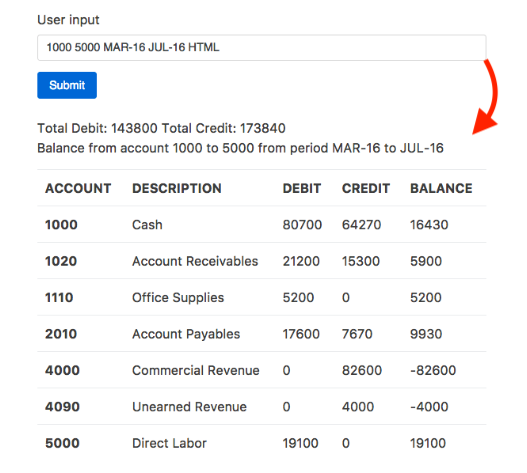 User input
1000 5000 MAR-16 JUL-16 HTML
Submit
Total Debit: 143800 Total Credit: 173840
Balance from account 1000 to 5000 from period MAR-16 to JUL-16
ACCOUNT DESCRIPTION DEBIT CREDIT BALANCE
1000 Cash 80700 64270 16430
1020 Account Receivables 21200 15300 5900
1110 Office Supplies 5200 0 5200
2010 Account Payables 17600 7670 9930
4000 Commercial Revenue 0 82600 -82600
4090 Unearned Revenue 0 4000 -4000
5000 Direct Labor 19100 0 19100